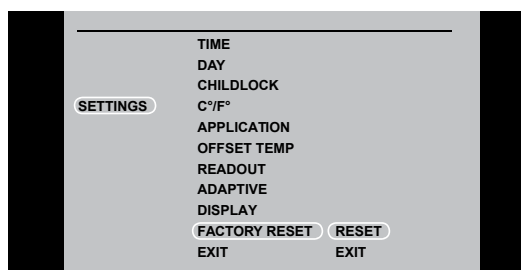 TIME
DAY
CHILDLOCK
SETTINGS C°/F°
APPLICATION
OFFSET TEMP
READOUT
ADAPTIVE
DISPLAY
FACTORY RESET RESET
EXIT EXIT